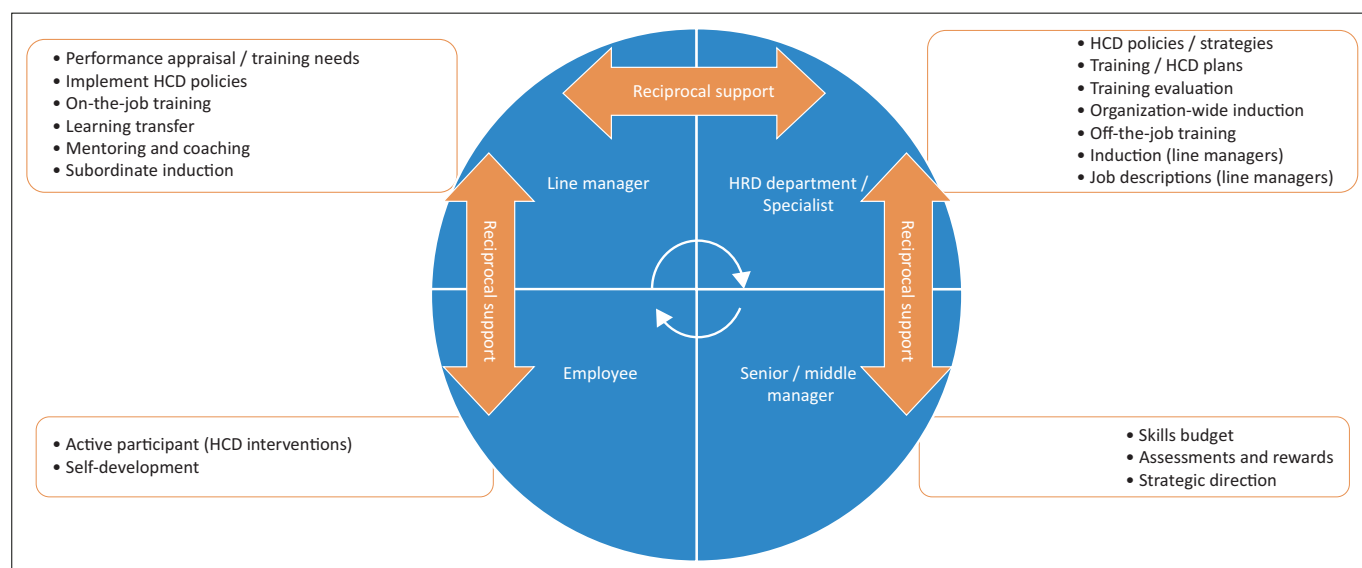 • Performance appraisal / training needs
• Implement HCD policies
• On-the-job training
• Learning transfer
• Mentoring and coaching
• Subordinate induction
Reciprocal support
• HCD policies / strategies
• Training / HCD plans
• Training evaluation
• Organization-wide induction
• Off-the-job training
• Induction (line managers)
• Job descriptions (line managers)
Line manager
HRD department /
Specialist
Reciprocal support
Reciprocal support
Employee
Senior / middle
manager
• Active participant (HCD interventions)
• Self-development
• Skills budget
• Assessments and rewards
• Strategic direction